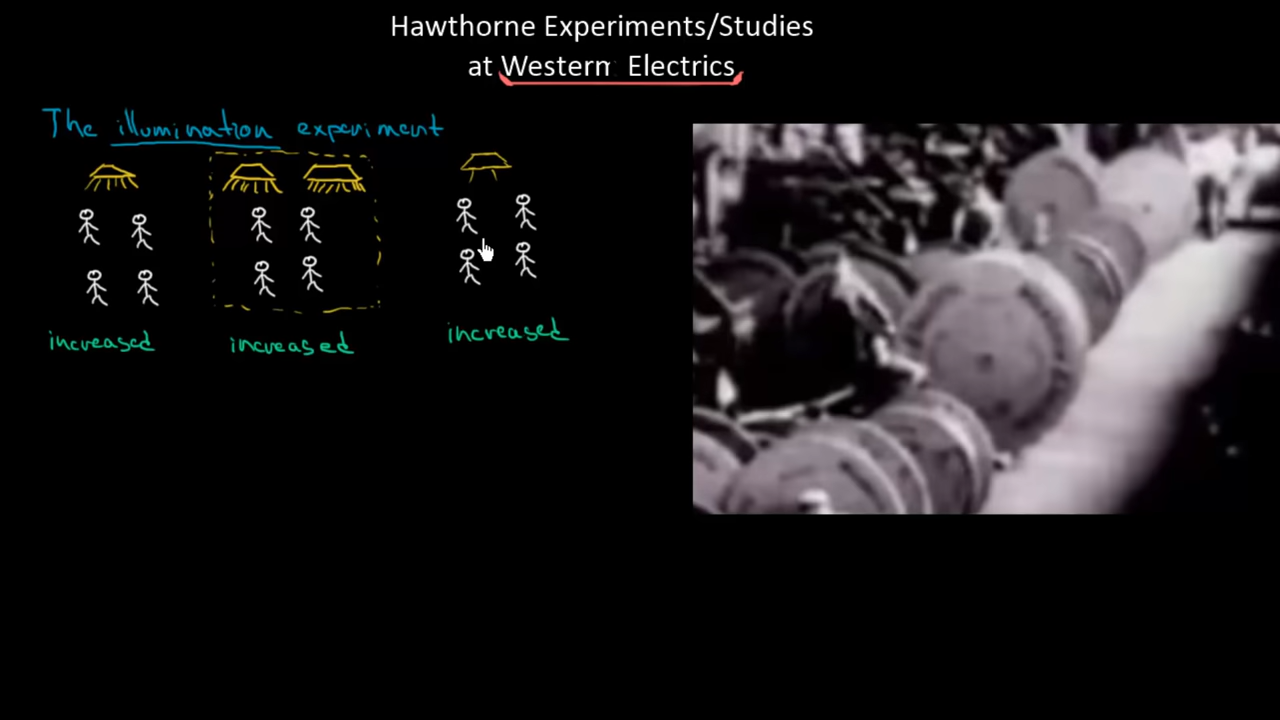 Hawthorne Experiments/Studies
at Western Electrics
The illumination experiment
increased increased increased